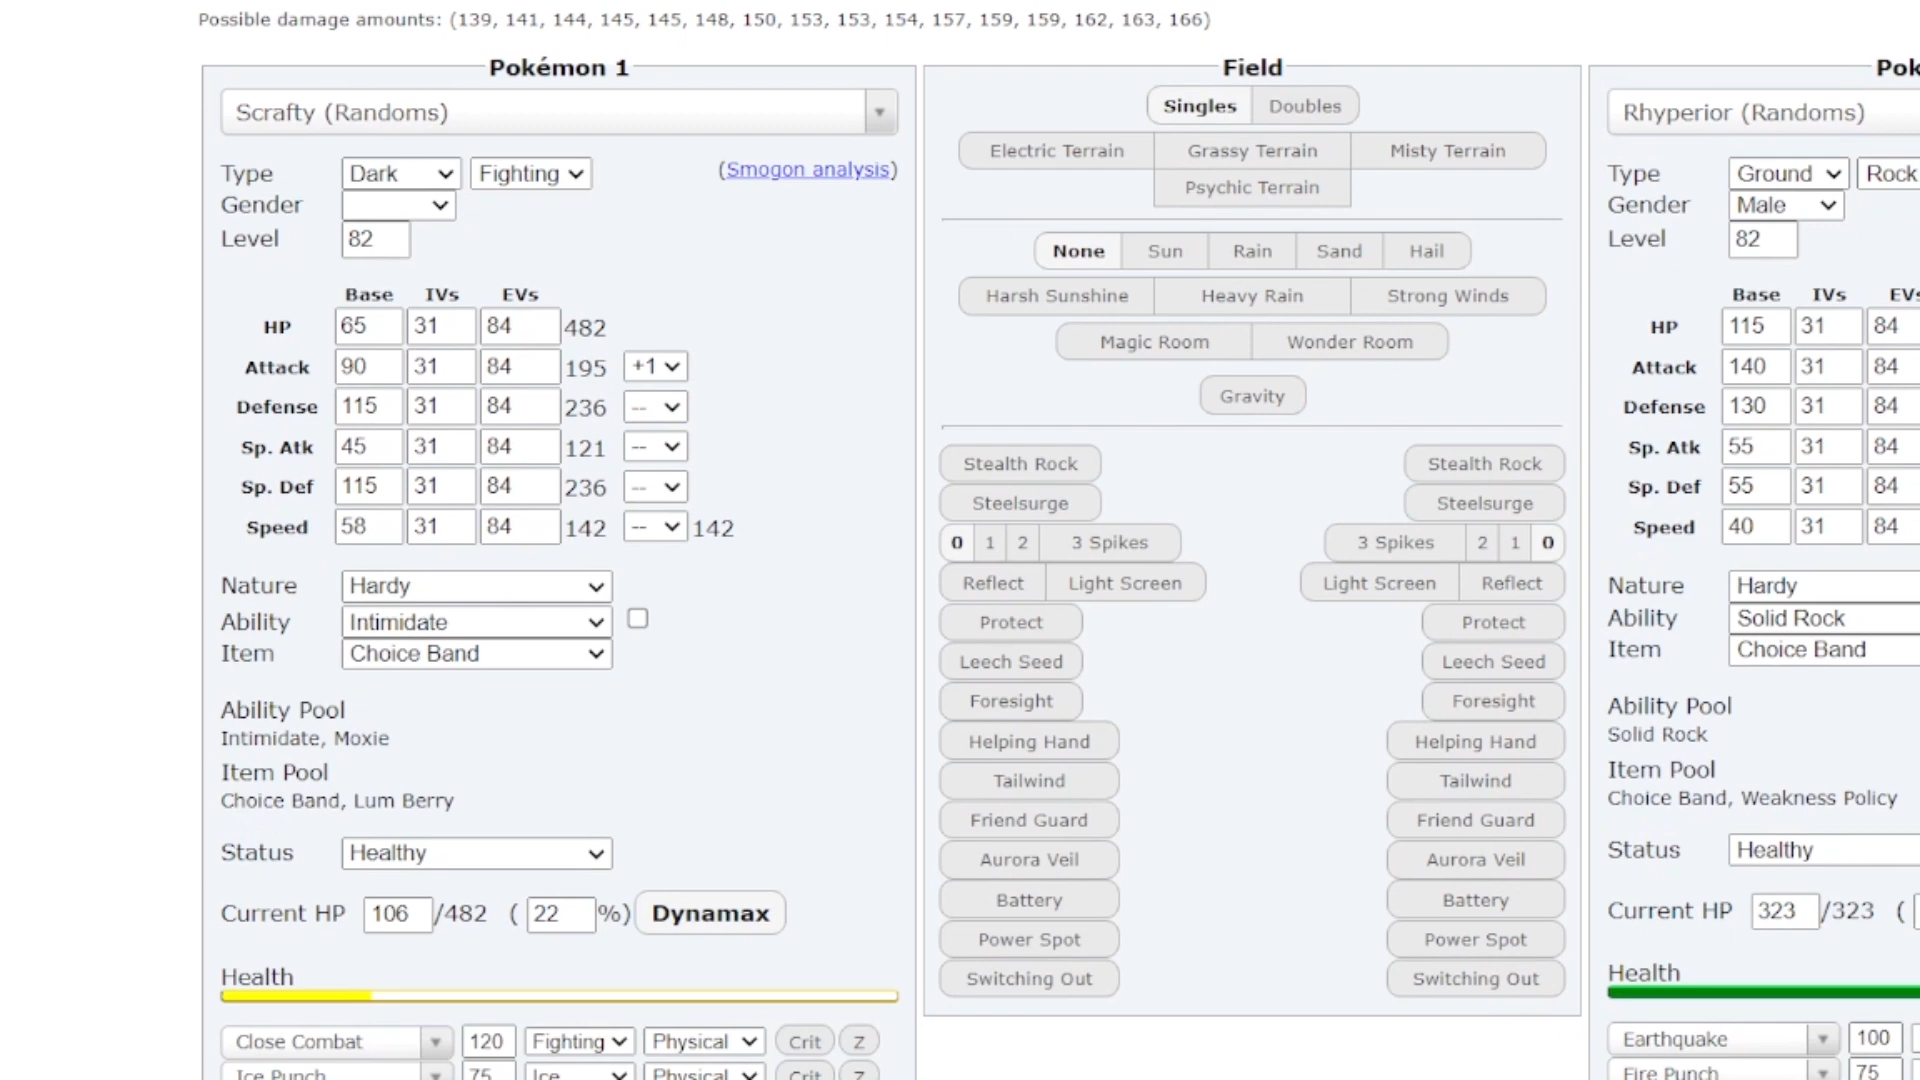 Possible damage amounts: (139, 141, 144, 145, 145, 148, 150, 153, 153, 154, 157, 159, 159, 162, 163, 166)
Pokémon 1
Scrafty (Randoms)
Type Dark Fighting (Smogon analysis)
Gender
Level 82
Base IVs EVs
HP 65 31 84 482
Attack 90 31 84 195 +1
Defense 115 31 84 236 --
Sp. Atk 45 31 84 121 --
Sp. Def 115 31 84 236 --
Speed 58 31 84 142 -- 142
Nature Hardy
Ability Intimidate
Item Choice Band
Ability Pool
Intimidate, Moxie
Item Pool
Choice Band, Lum Berry
Status Healthy
Current HP 106 /482 ( 22 %) Dynamax
Health
Close Combat 120 Fighting Physical Crit Z
Ice Punch 75 Ice Physical Crit Z
Field
Singles Doubles
Electric Terrain Grassy Terrain Misty Terrain
Psychic Terrain
None Sun Rain Sand Hail
Harsh Sunshine Heavy Rain Strong Winds
Magic Room Wonder Room
Gravity
Stealth Rock Stealth Rock
Steelsurge Steelsurge
0 1 2 3 Spikes 3 Spikes 2 1 0
Reflect Light Screen Light Screen Reflect
Protect Protect
Leech Seed Leech Seed
Foresight Foresight
Helping Hand Helping Hand
Tailwind Tailwind
Friend Guard Friend Guard
Aurora Veil Aurora Veil
Battery Battery
Power Spot Power Spot
Switching Out Switching Out
Pok
Rhyperior (Randoms)
Type Ground Rock
Gender Male
Level 82
Base IVs EVs
HP 115 31 84
Attack 140 31 84
Defense 130 31 84
Sp. Atk 55 31 84
Sp. Def 55 31 84
Speed 40 31 84
Nature Hardy
Ability Solid Rock
Item Choice Band
Ability Pool
Solid Rock
Item Pool
Choice Band, Weakness Policy
Status Healthy
Current HP 323 /323 (
Health
Earthquake 100
Fire Punch 75